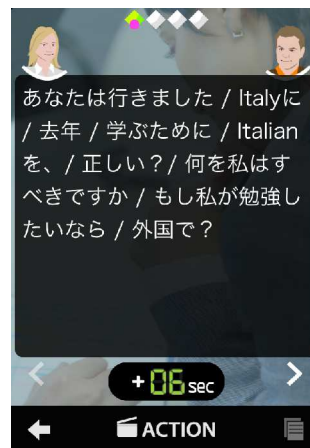 あなたは行きました / Italyに
/ 去年 / 学ぶために / Italian
を、/ 正しい？/ 何を私はす
べきですか / もし私が勉強し
たいなら / 外国で？
+06 sec
ACTION